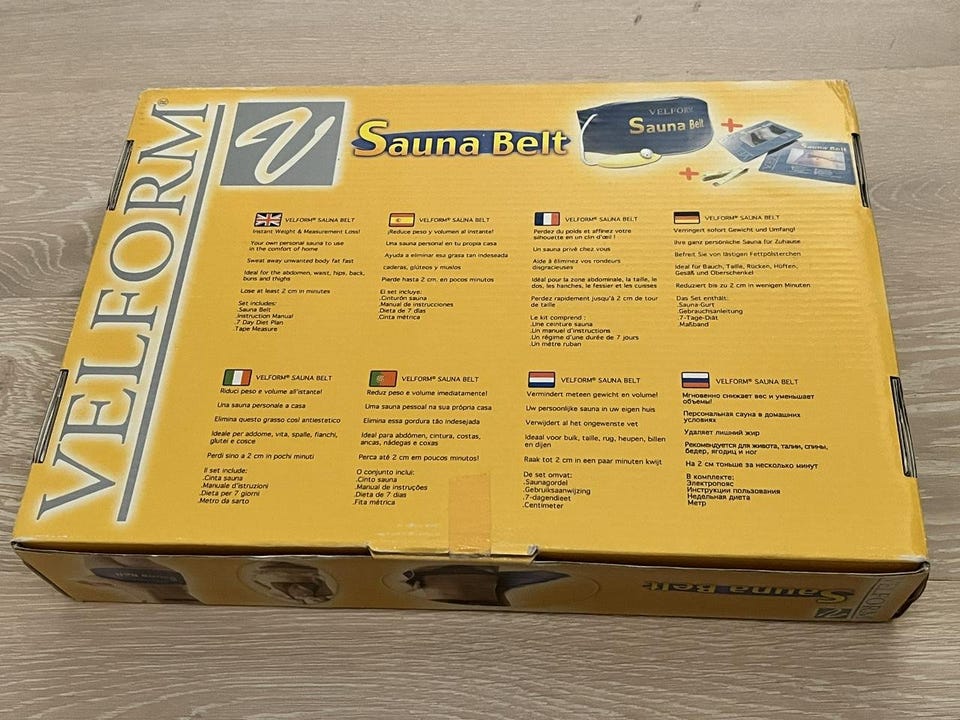 VELFORM®
Sauna Belt
VELFORM
Sauna Belt
Sauna Belt
VELFORM® SAUNA BELT
Instant Weight & Measurement Loss!
Your own personal sauna to use
in the comfort of home
Sweat away unwanted body fat fast
Ideal for the abdomen, waist, hips, back,
buns and thighs
Lose at least 2 cm in minutes
Set includes:
.Sauna Belt
.Instruction Manual
.7 Day Diet Plan
.Tape Measure
VELFORM® SAUNA BELT
¡Reduce peso y volumen al instante!
Una sauna personal en tu propia casa
Ayuda a eliminar esa grasa tan indeseada
caderas, glúteos y muslos
Pierde hasta 2 cm. en pocos minutos
El set incluye:
.Cinturón sauna
.Manual de instrucciones
.Dieta de 7 días
.Cinta métrica
VELFORM® SAUNA BELT
Perdez du poids et affinez votre
silhouette en un clin d'œil !
Un sauna privé chez vous
Aide à éliminez vos rondeurs
disgracieuses
Idéal pour la zone abdominale, la taille, le
dos, les hanches, le fessier et les cuisses
Perdez rapidement jusqu'à 2 cm de tour
de taille
Le kit comprend :
.Une ceinture sauna
.Un manuel d'instructions
.Un régime d'une durée de 7 jours
.Un mètre ruban
VELFORM® SAUNA BELT
Verringert sofort Gewicht und Umfang!
Ihre ganz persönliche Sauna für Zuhause
Befreit Sie von lästigen Fettpölsterchen
Ideal für Bauch, Taille, Rücken, Hüften,
Gesäß und Oberschenkel
Reduziert bis zu 2 cm in wenigen Minuten
Das Set enthält:
.Sauna-Gurt
.Gebrauchsanleitung
.7-Tage-Diät
.Maßband
VELFORM® SAUNA BELT
Riduci peso e volume all'istante!
Una sauna personale a casa
Elimina questo grasso così antiestetico
Ideale per addome, vita, spalle, fianchi,
glutei e cosce
Perdi sino a 2 cm in pochi minuti
Il set include:
.Cinta sauna
.Manuale d'istruzioni
.Dieta per 7 giorni
.Metro da sarto
VELFORM® SAUNA BELT
Reduz peso e volume imediatamente!
Uma sauna pessoal na sua própria casa
Elimina essa gordura tão indesejada
Ideal para abdómen, cintura, costas,
ancas, nádegas e coxas
Perca até 2 cm em poucos minutos!
O conjunto inclui:
.Cinto sauna
.Manual de instruções
.Dieta de 7 dias
.Fita métrica
VELFORM® SAUNA BELT
Vermindert meteen gewicht en volume!
Uw persoonlijke sauna in uw eigen huis
Verwijdert al het ongewenste vet
Ideaal voor buik, taille, rug, heupen, billen
en dijen
Raak tot 2 cm in een paar minuten kwijt
De set omvat:
.Saunagordel
.Gebruiksaanwijzing
.7-dagendieet
.Centimeter
VELFORM® SAUNA BELT
Мгновенно снижает вес и уменьшает
объемы!
Персональная сауна в домашних
условиях
Удаляет лишний жир
Рекомендуется для живота, талии, спины,
бедер, ягодиц и ног
На 2 см тоньше за несколько минут
В комплекте:
Электропояс
Инструкции пользования
Недельная диета
Метр
Sauna Belt
VELFORM